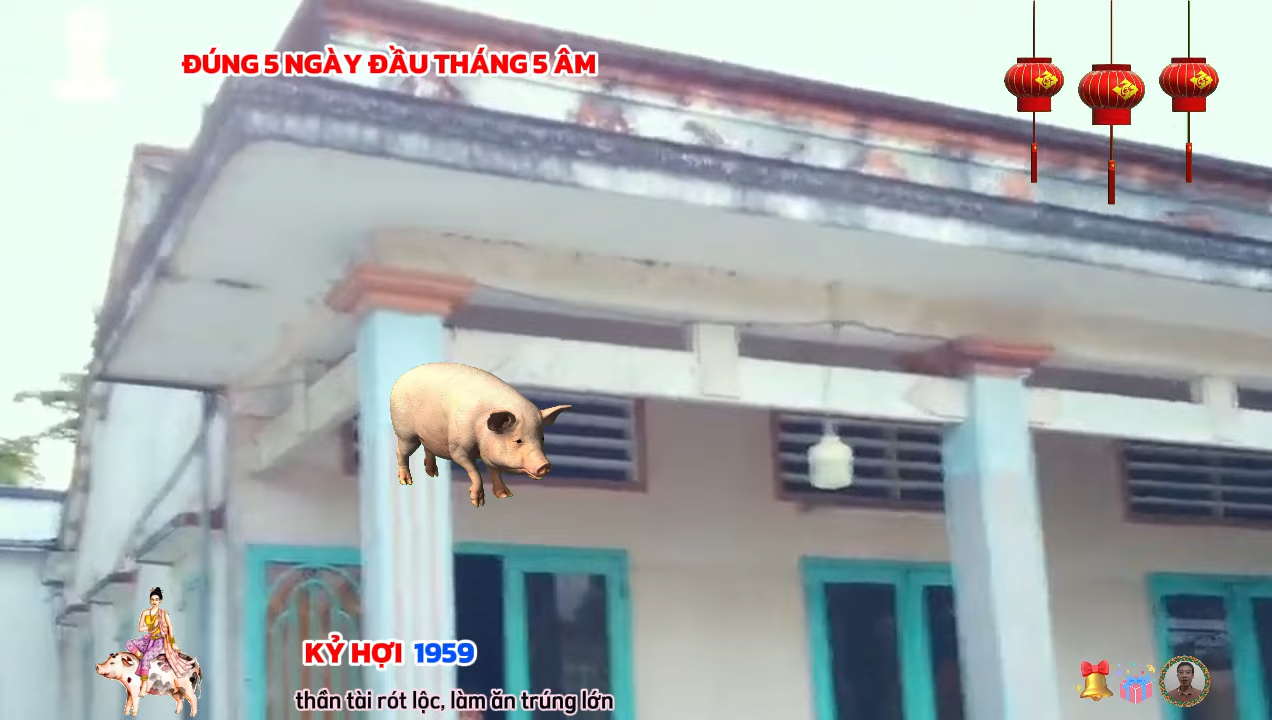 ĐÚNG 5 NGÀY ĐẦU THÁNG 5 ÂM
KỶ HỢI 1959
thần tài rót lộc, làm ăn trúng lớn